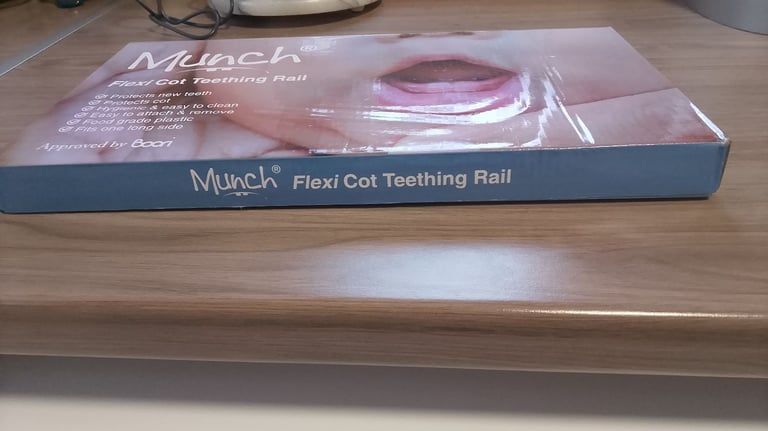 Munch®
Flexi Cot Teething Rail
Protects new teeth
Protects cot
Hygienic & easy to clean
Easy to attach & remove
Food grade plastic
Fits one long side
Approved by Boori
Munch® Flexi Cot Teething Rail